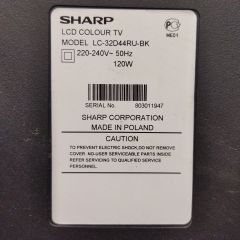 SHARP
LCD COLOUR TV
MODEL LC-32D44RU-BK
220-240V~ 50Hz
120W
ME01
SERIAL No. 803011947
SHARP CORPORATION
MADE IN POLAND
CAUTION
TO PREVENT ELECTRIC SHOCK, DO NOT REMOVE
COVER. NO USER-SERVICEABLE PARTS INSIDE.
REFER SERVICING TO QUALIFIED SERVICE
PERSONNEL.